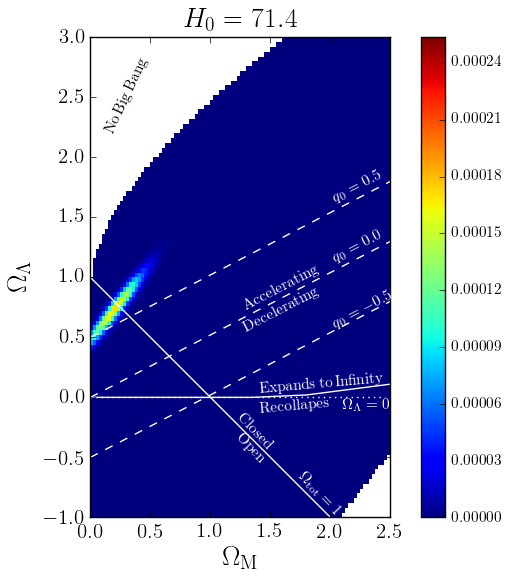 H₀ = 71.4
3.0
2.5
2.0
1.5
1.0
0.5
0.0
−0.5
−1.0
0.0 0.5 1.0 1.5 2.0 2.5
Ω_Λ
Ω_M
No Big Bang
q₀ = 0.5
q₀ = 0.0
Accelerating
Decelerating
q₀ = −0.5
Expands to Infinity
Recollapes
Ω_Λ = 0
Closed
Open
Ω_tot = 1
0.00024
0.00021
0.00018
0.00015
0.00012
0.00009
0.00006
0.00003
0.00000